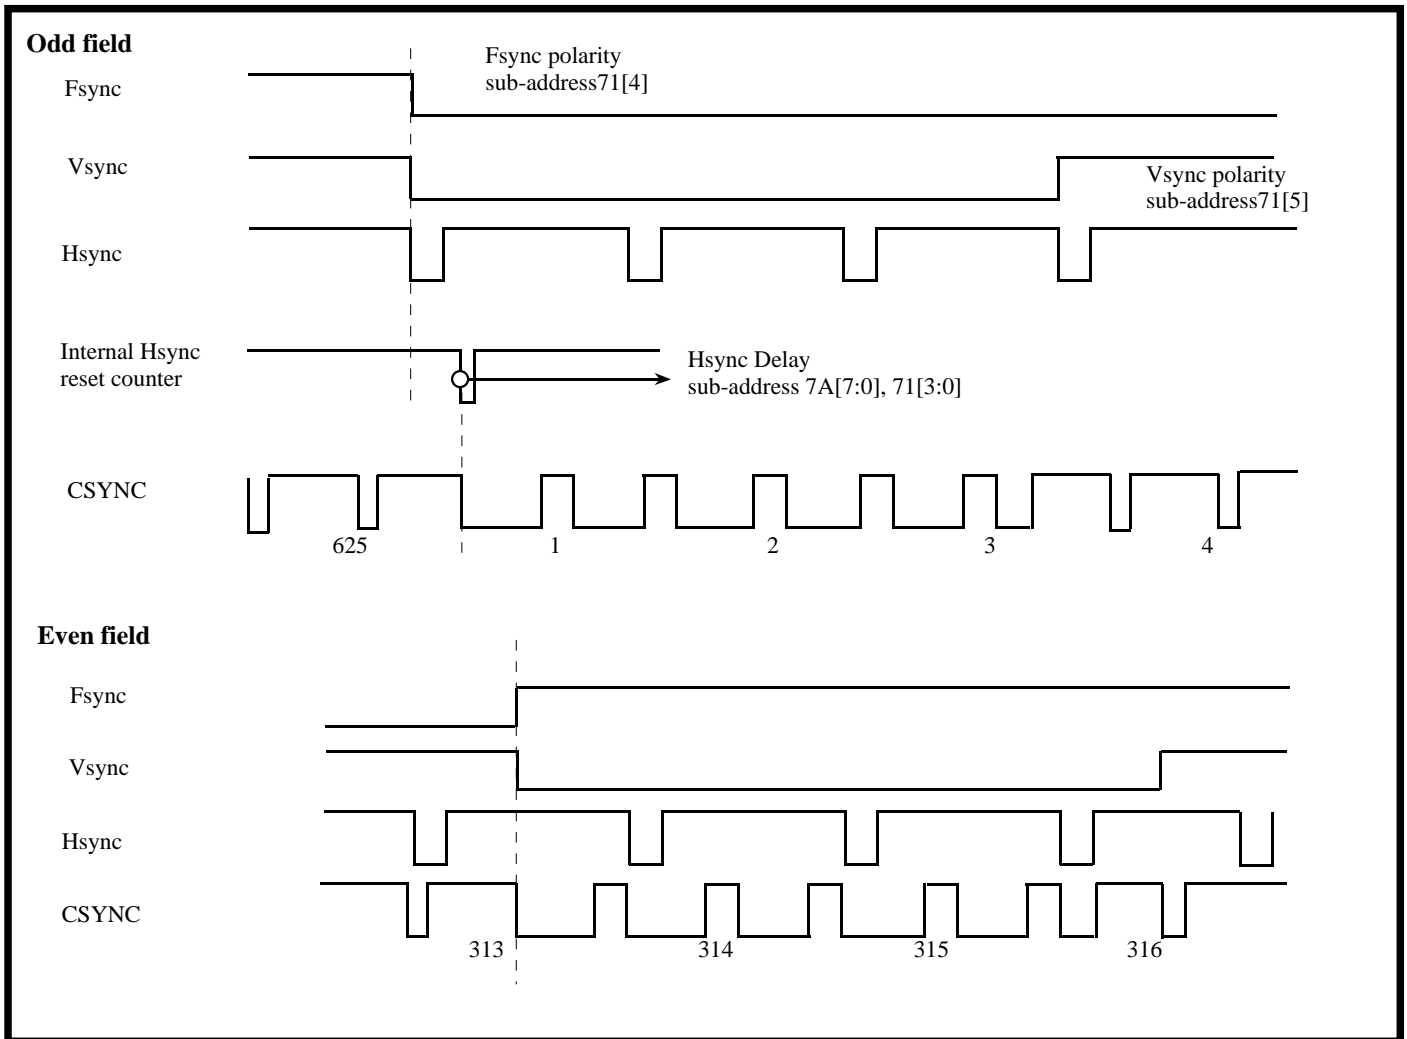 Odd field
Fsync polarity
sub-address71[4]
Fsync
Vsync
Vsync polarity
sub-address71[5]
Hsync
Internal Hsync
reset counter
Hsync Delay
sub-address 7A[7:0], 71[3:0]
CSYNC
625 1 2 3 4
Even field
Fsync
Vsync
Hsync
CSYNC
313 314 315 316